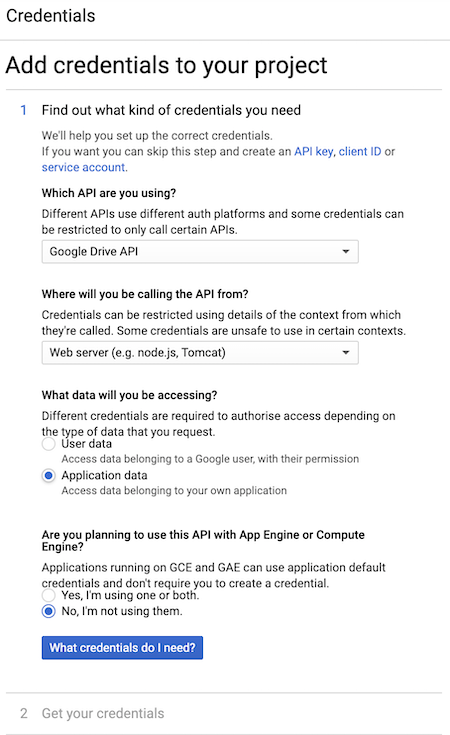 Credentials
Add credentials to your project
1 Find out what kind of credentials you need
We'll help you set up the correct credentials.
If you want you can skip this step and create an API key, client ID or
service account.
Which API are you using?
Different APIs use different auth platforms and some credentials can
be restricted to only call certain APIs.
Google Drive API
Where will you be calling the API from?
Credentials can be restricted using details of the context from which
they're called. Some credentials are unsafe to use in certain contexts.
Web server (e.g. node.js, Tomcat)
What data will you be accessing?
Different credentials are required to authorise access depending on
the type of data that you request.
User data
Access data belonging to a Google user, with their permission
Application data
Access data belonging to your own application
Are you planning to use this API with App Engine or Compute
Engine?
Applications running on GCE and GAE can use application default
credentials and don't require you to create a credential.
Yes, I'm using one or both.
No, I'm not using them.
What credentials do I need?
2 Get your credentials